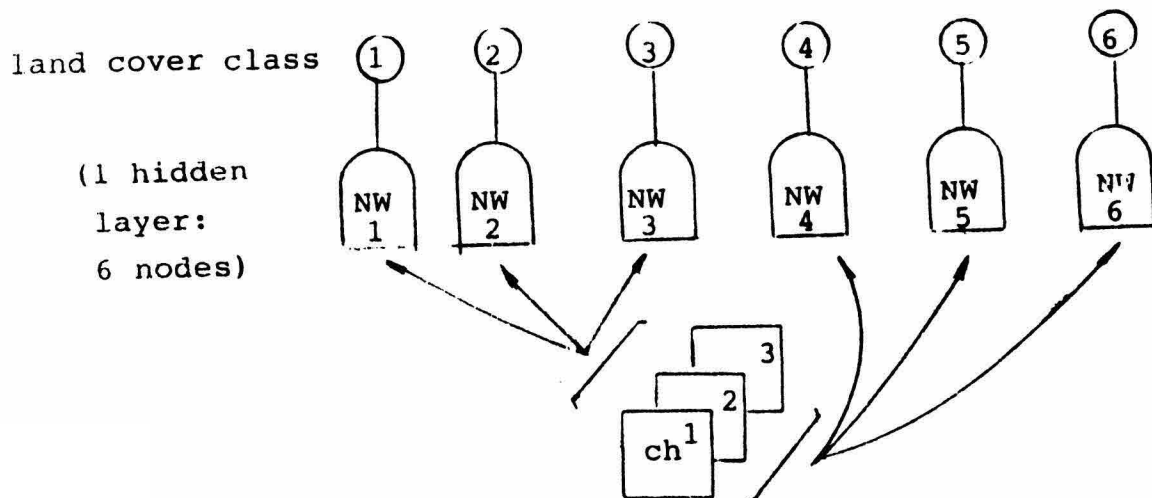 1 2 3 4 5 6
land cover class
(1 hidden
layer:
6 nodes)
NW 1
NW 2
NW 3
NW 4
NW 5
NW 6
3
2
ch1